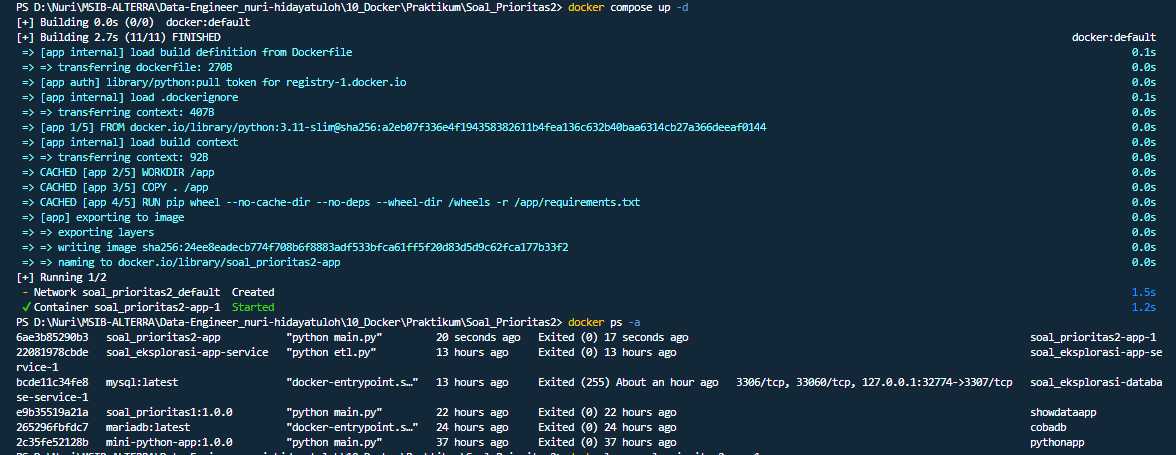 PS D:\Nuri\MSIB-ALTERRA\Data-Engineer_nuri-hidayatuloh\10_Docker\Praktikum\Soal_Prioritas2> docker compose up -d
[+] Building 0.0s (0/0)  docker:default
[+] Building 2.7s (11/11) FINISHED docker:default
=> [app internal] load build definition from Dockerfile 0.1s
=> => transferring dockerfile: 270B 0.0s
=> [app auth] library/python:pull token for registry-1.docker.io 0.0s
=> [app internal] load .dockerignore 0.1s
=> => transferring context: 407B 0.0s
=> [app 1/5] FROM docker.io/library/python:3.11-slim@sha256:a2eb07f336e4f194358382611b4fea136c632b40baa6314cb27a366deeaf0144 0.0s
=> [app internal] load build context 0.0s
=> => transferring context: 92B 0.0s
=> CACHED [app 2/5] WORKDIR /app 0.0s
=> CACHED [app 3/5] COPY . /app 0.0s
=> CACHED [app 4/5] RUN pip wheel --no-cache-dir --no-deps --wheel-dir /wheels -r /app/requirements.txt 0.0s
=> [app] exporting to image 0.0s
=> => exporting layers 0.0s
=> => writing image sha256:24ee8eadecb774f708b6f8883adf533bfca61ff5f20d83d5d9c62fca177b33f2 0.0s
=> => naming to docker.io/library/soal_prioritas2-app 0.0s
[+] Running 1/2
- Network soal_prioritas2_default  Created 1.5s
✔ Container soal_prioritas2-app-1  Started 1.2s
PS D:\Nuri\MSIB-ALTERRA\Data-Engineer_nuri-hidayatuloh\10_Docker\Praktikum\Soal_Prioritas2> docker ps -a
6ae3b85290b3 soal_prioritas2-app "python main.py" 20 seconds ago Exited (0) 17 seconds ago soal_prioritas2-app-1
22081978cbde soal_eksplorasi-app-service "python etl.py" 13 hours ago Exited (0) 13 hours ago soal_eksplorasi-app-se
rvice-1
bcde11c34fe8 mysql:latest "docker-entrypoint.s…" 13 hours ago Exited (255) About an hour ago 3306/tcp, 33060/tcp, 127.0.0.1:32774->3307/tcp soal_eksplorasi-databa
se-service-1
e9b35519a21a soal_prioritas1:1.0.0 "python main.py" 22 hours ago Exited (0) 22 hours ago showdataapp
265296fbfdc7 mariadb:latest "docker-entrypoint.s…" 24 hours ago Exited (0) 24 hours ago cobadb
2c35fe52128b mini-python-app:1.0.0 "python main.py" 37 hours ago Exited (0) 37 hours ago pythonapp